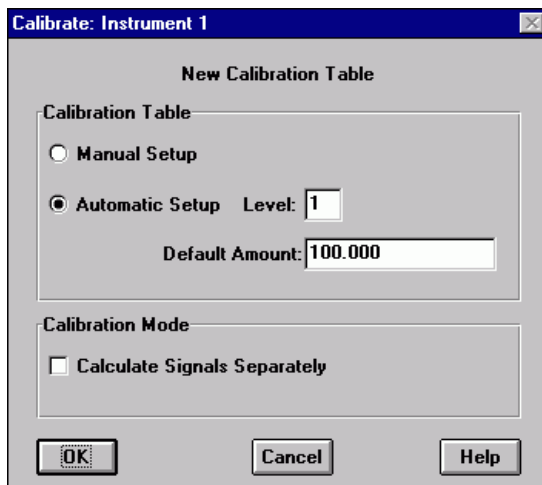 Calibrate: Instrument 1
New Calibration Table
Calibration Table
Manual Setup
Automatic Setup Level: 1
Default Amount: 100.000
Calibration Mode
Calculate Signals Separately
OK Cancel Help